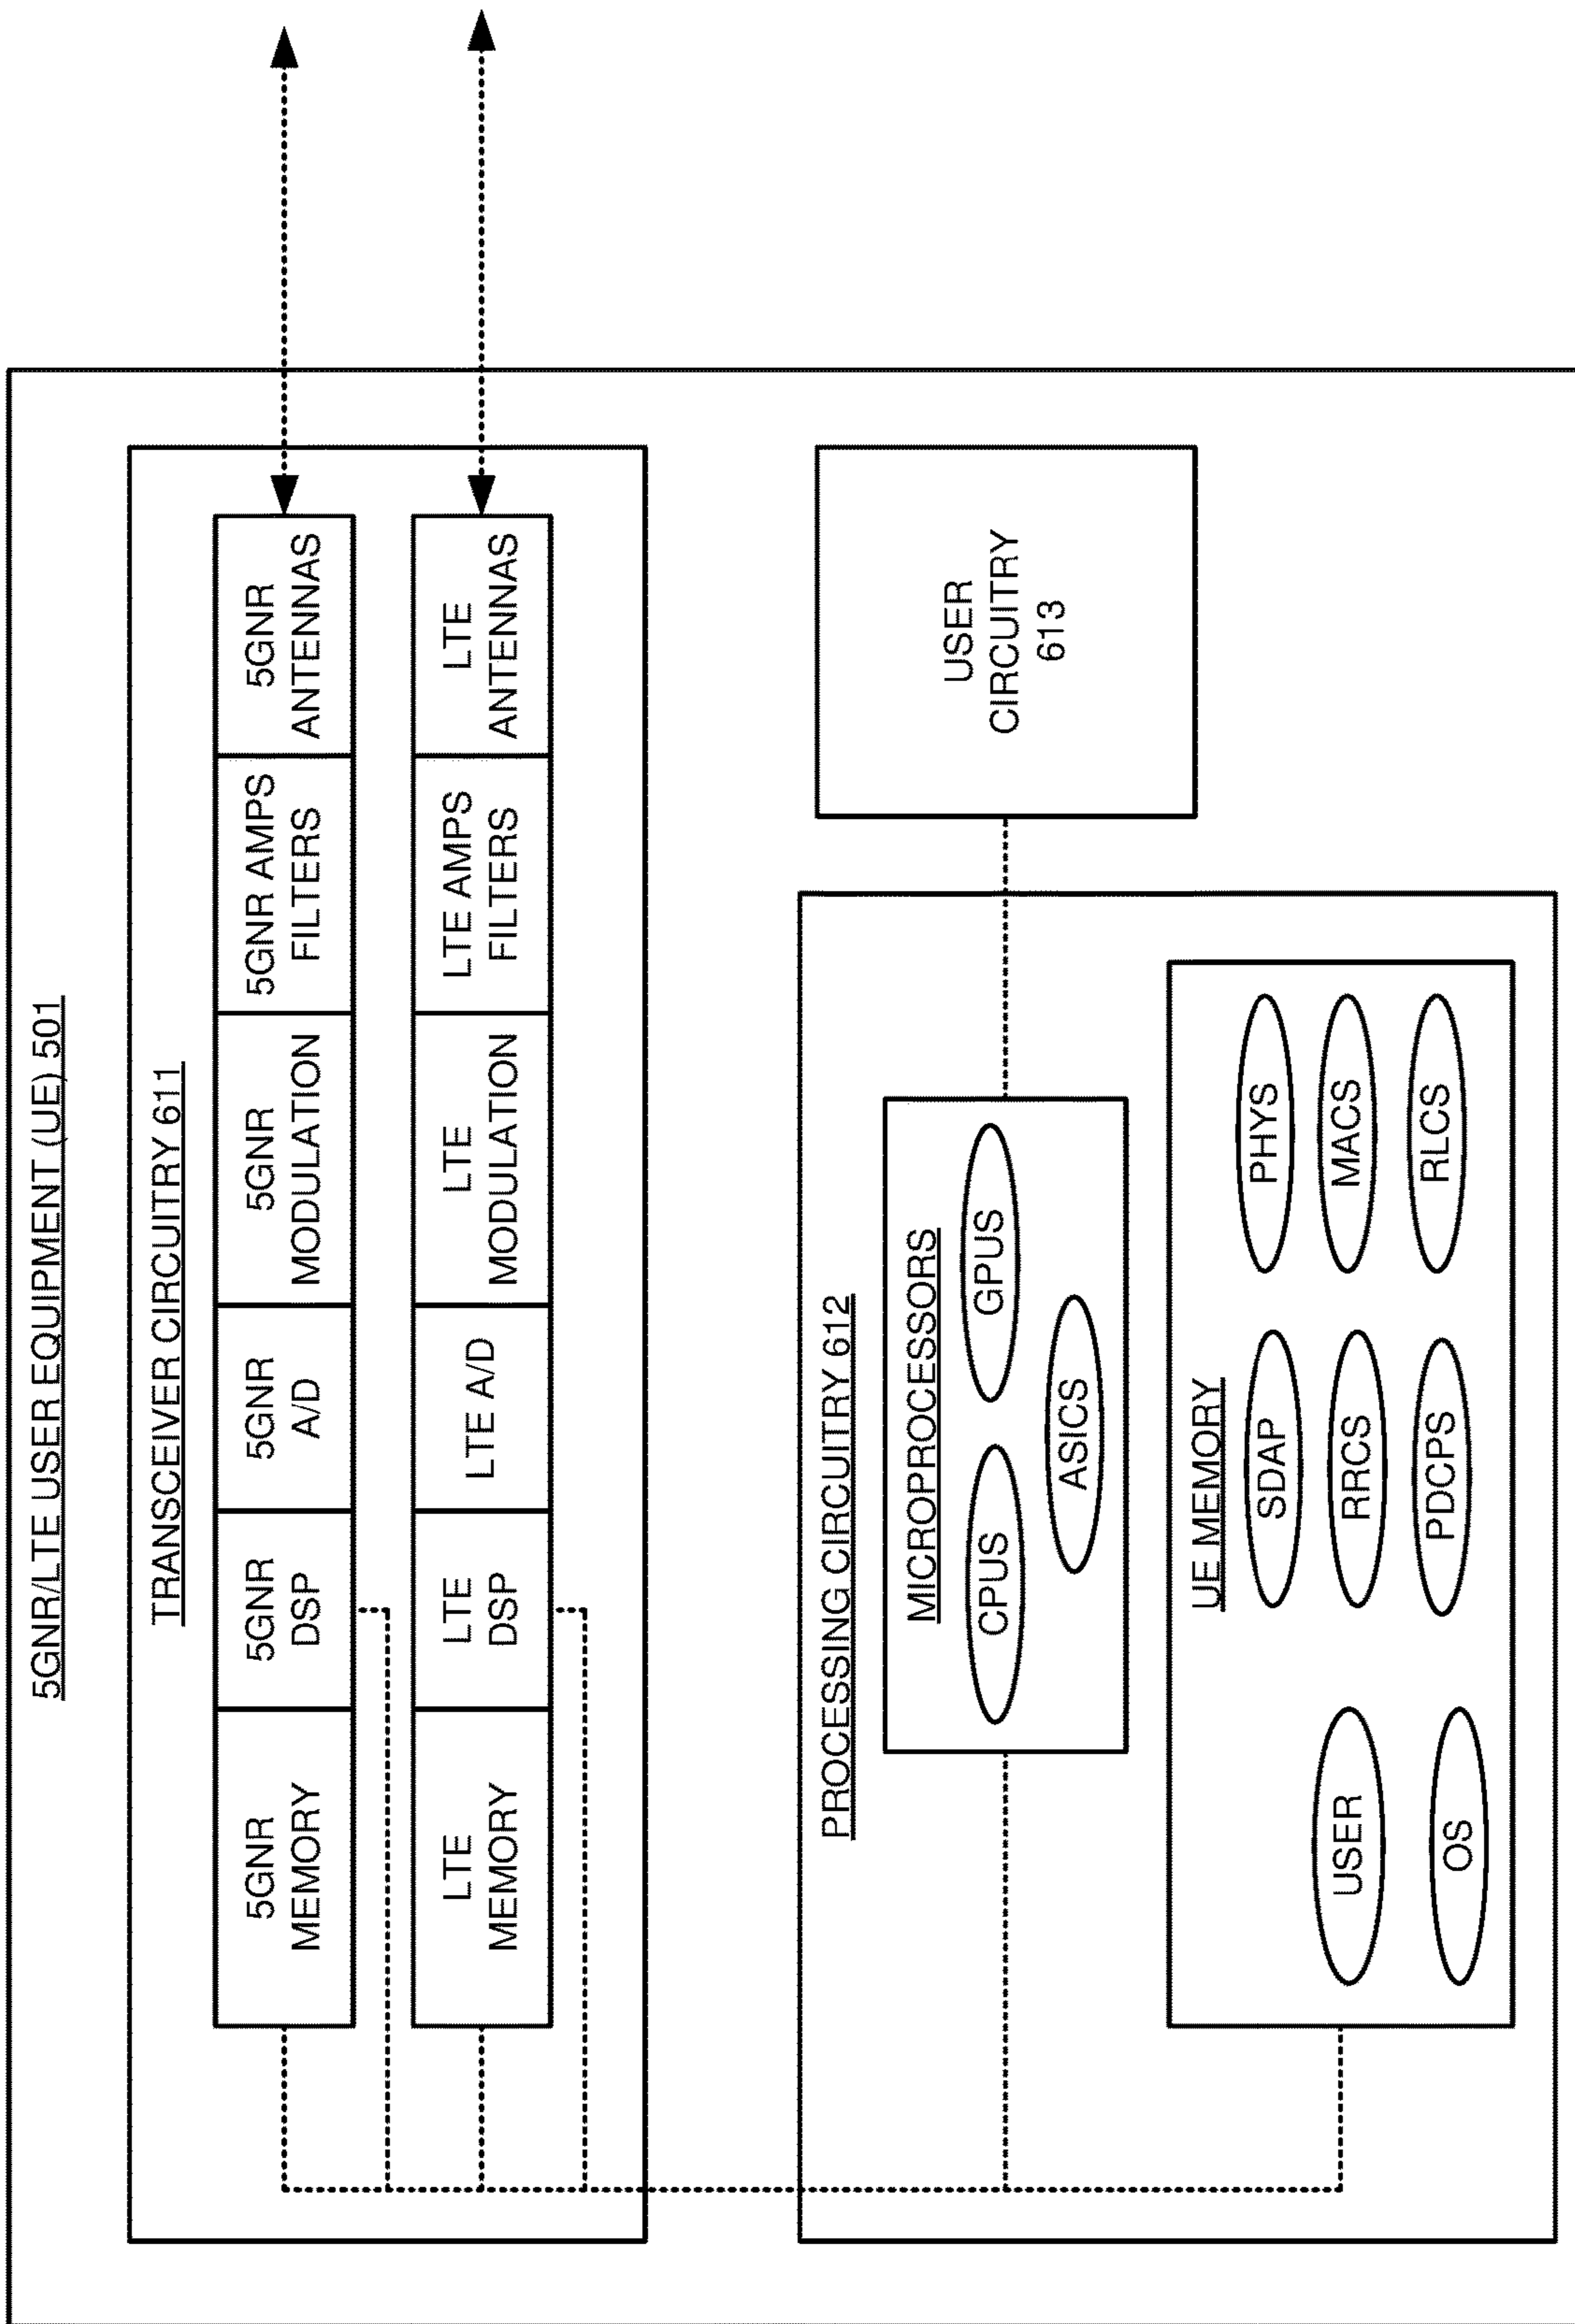 5GNR/LTE USER EQUIPMENT (UE) 501
TRANSCEIVER CIRCUITRY 611
5GNR
MEMORY
5GNR
DSP
5GNR
A/D
5GNR
MODULATION
5GNR AMPS
FILTERS
5GNR
ANTENNAS
LTE
MEMORY
LTE
DSP
LTE A/D
LTE
MODULATION
LTE AMPS
FILTERS
LTE
ANTENNAS
PROCESSING CIRCUITRY 612
MICROPROCESSORS
CPUS
GPUS
ASICS
USER
CIRCUITRY
613
UE MEMORY
USER
OS
SDAP
RRCS
PDCPS
PHYS
MACS
RLCS